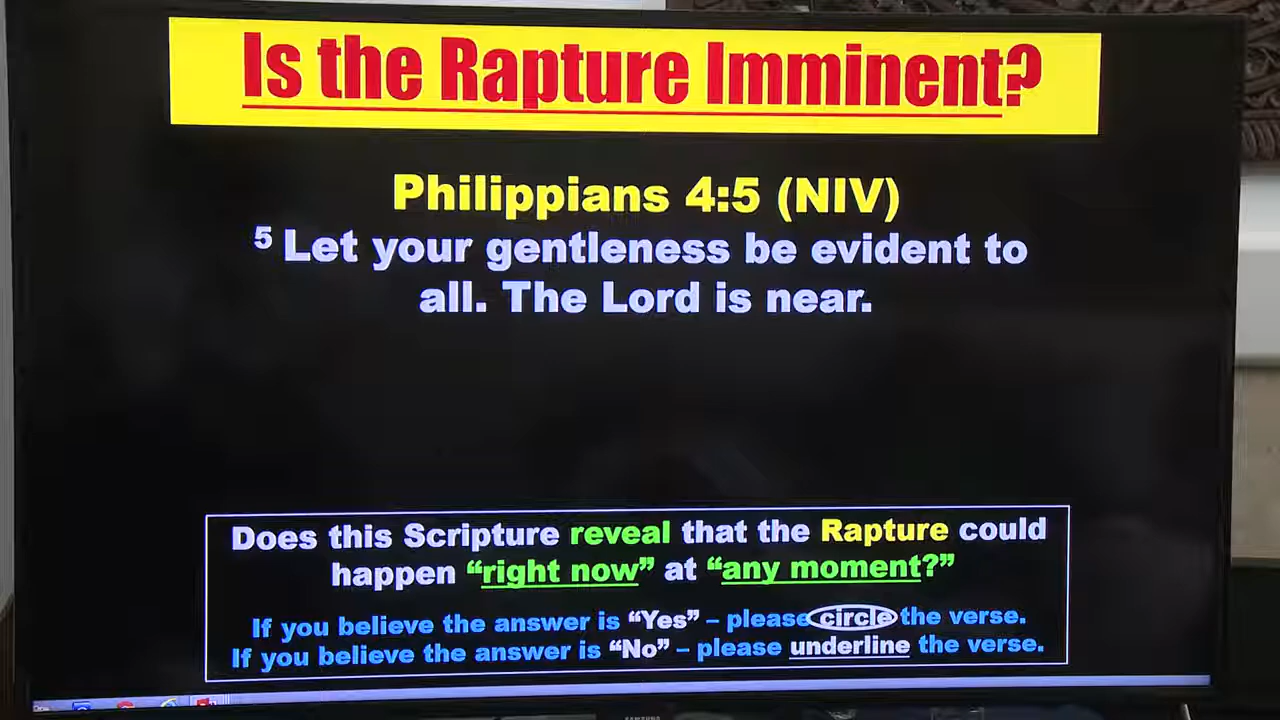 Is the Rapture Imminent?
Philippians 4:5 (NIV)
5 Let your gentleness be evident to
all. The Lord is near.
Does this Scripture reveal that the Rapture could
happen “right now” at “any moment?”
If you believe the answer is “Yes” – please circle the verse.
If you believe the answer is “No” – please underline the verse.
SAMSUNG